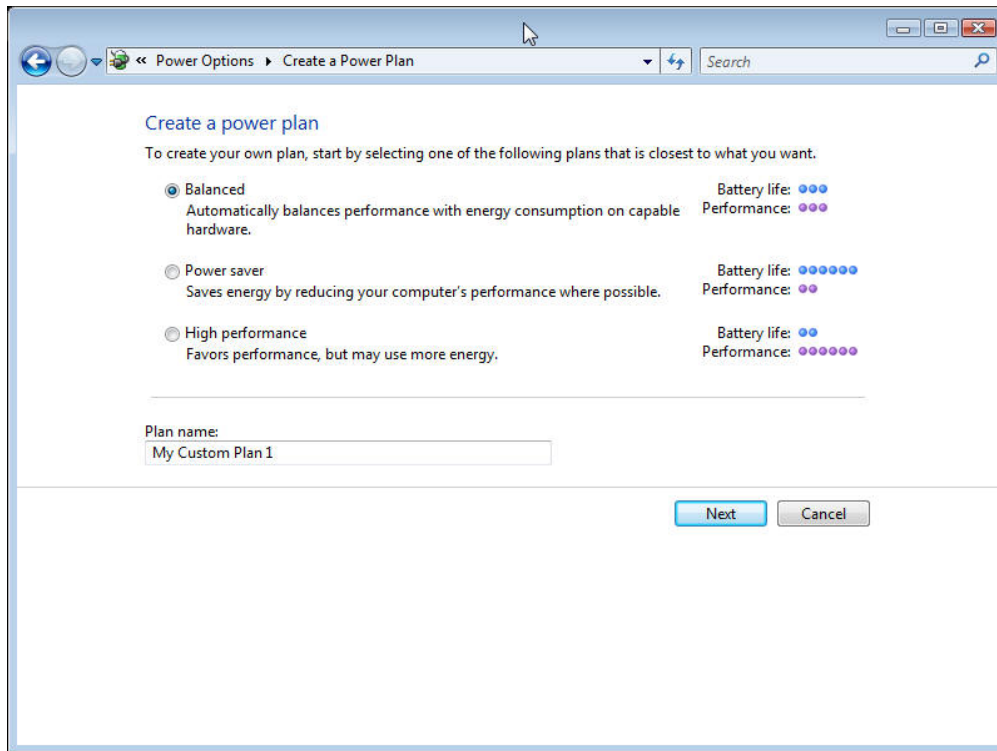 « Power Options ▸ Create a Power Plan
Search
Create a power plan
To create your own plan, start by selecting one of the following plans that is closest to what you want.
Balanced
Battery life:
Automatically balances performance with energy consumption on capable
Performance:
hardware.
Power saver
Battery life:
Saves energy by reducing your computer's performance where possible.
Performance:
High performance
Battery life:
Favors performance, but may use more energy.
Performance:
Plan name:
My Custom Plan 1
Next
Cancel